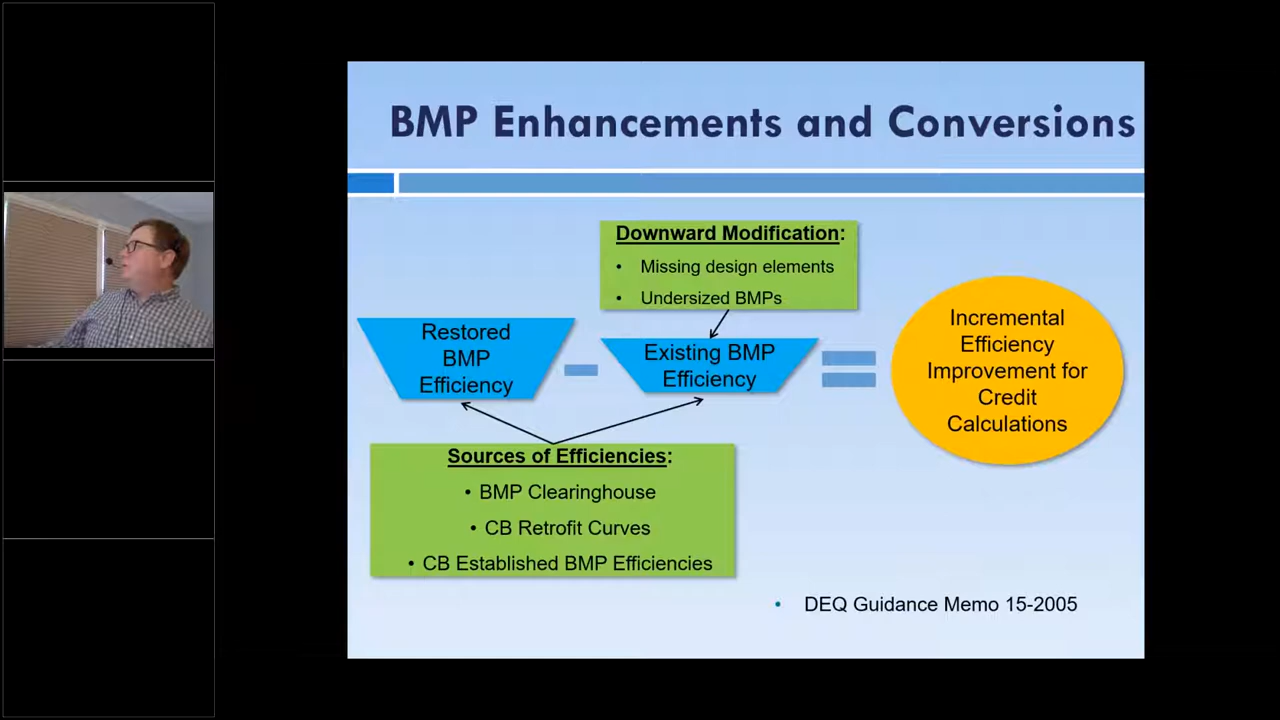 BMP Enhancements and Conversions
Downward Modification:
• Missing design elements
• Undersized BMPs
Restored
BMP
Efficiency
Existing BMP
Efficiency
Incremental
Efficiency
Improvement for
Credit
Calculations
Sources of Efficiencies:
• BMP Clearinghouse
• CB Retrofit Curves
• CB Established BMP Efficiencies
• DEQ Guidance Memo 15-2005